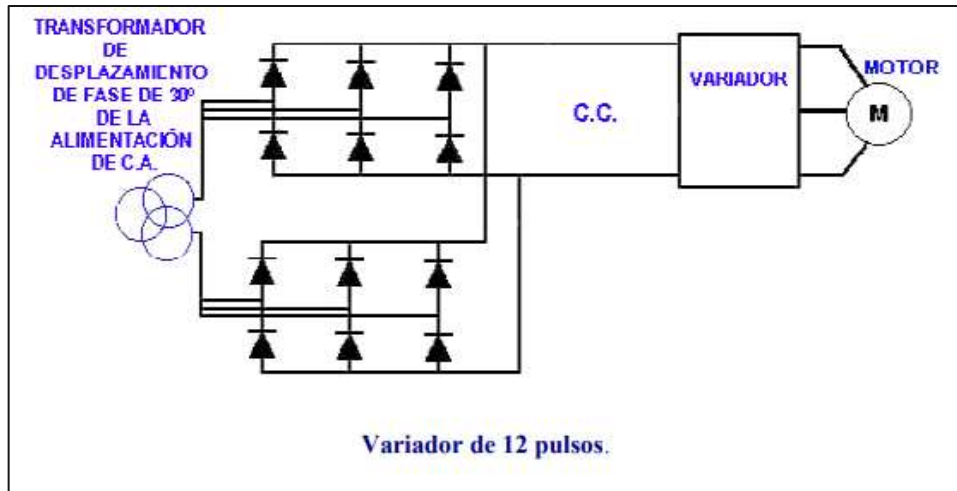 TRANSFORMADOR
DE
DESPLAZAMIENTO
DE FASE DE 30º
DE LA
ALIMENTACIÓN
DE C.A.
C.C.
VARIADOR
MOTOR
M
Variador de 12 pulsos.